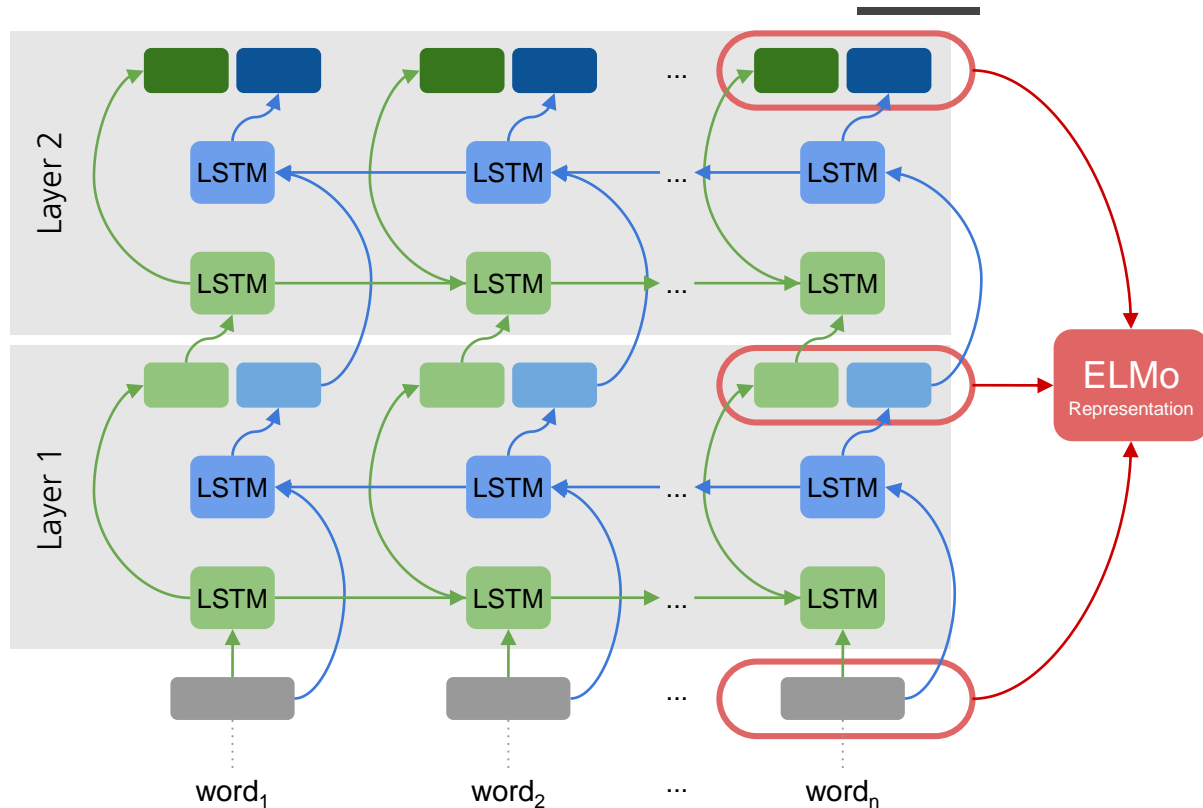 ...
Layer 2
LSTM LSTM ... LSTM
LSTM LSTM ... LSTM
ELMo
Representation
Layer 1
LSTM LSTM ... LSTM
LSTM LSTM ... LSTM
...
word₁ word₂ ... wordₙ